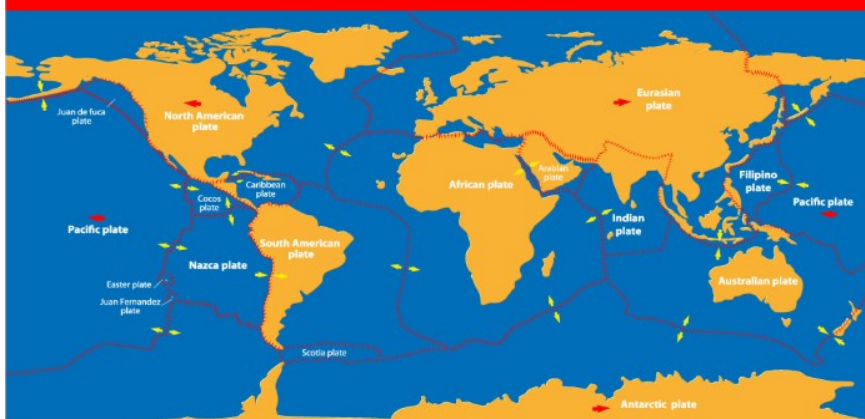 Juan de fuca
plate
North American
plate
Eurasian
plate
Caribbean
plate
Cocos
plate
African plate
Arabian
plate
Indian
plate
Filipino
plate
Pacific plate
Pacific plate
Nazca plate
South American
plate
Easter plate
Juan Fernandez
plate
Australian plate
Scotia plate
Antarctic plate